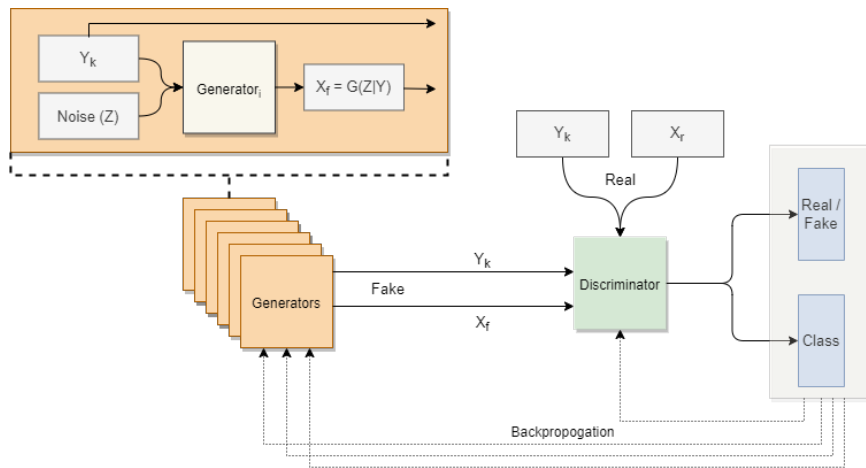 Yk
Noise (Z)
Generatori
Xf = G(Z|Y)
Yk
Xr
Real
Real /
Fake
Generators
Yk
Fake
Xf
Discriminator
Class
Backpropogation